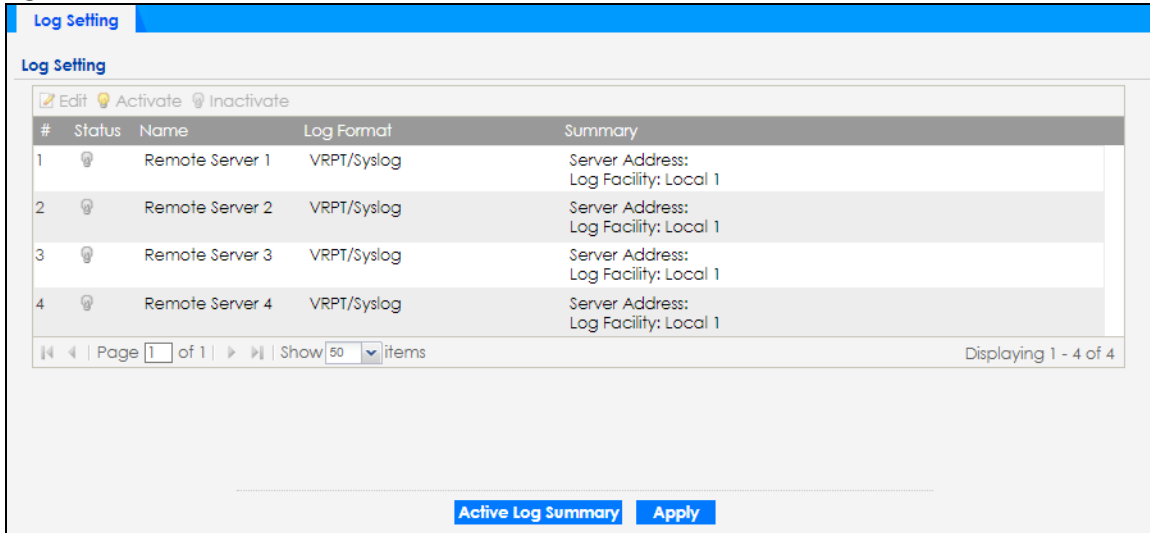 Log Setting
Log Setting
Edit Activate Inactivate
# Status Name Log Format Summary
1 Remote Server 1 VRPT/Syslog Server Address:
Log Facility: Local 1
2 Remote Server 2 VRPT/Syslog Server Address:
Log Facility: Local 1
3 Remote Server 3 VRPT/Syslog Server Address:
Log Facility: Local 1
4 Remote Server 4 VRPT/Syslog Server Address:
Log Facility: Local 1
Page 1 of 1 Show 50 items Displaying 1 - 4 of 4
Active Log Summary Apply